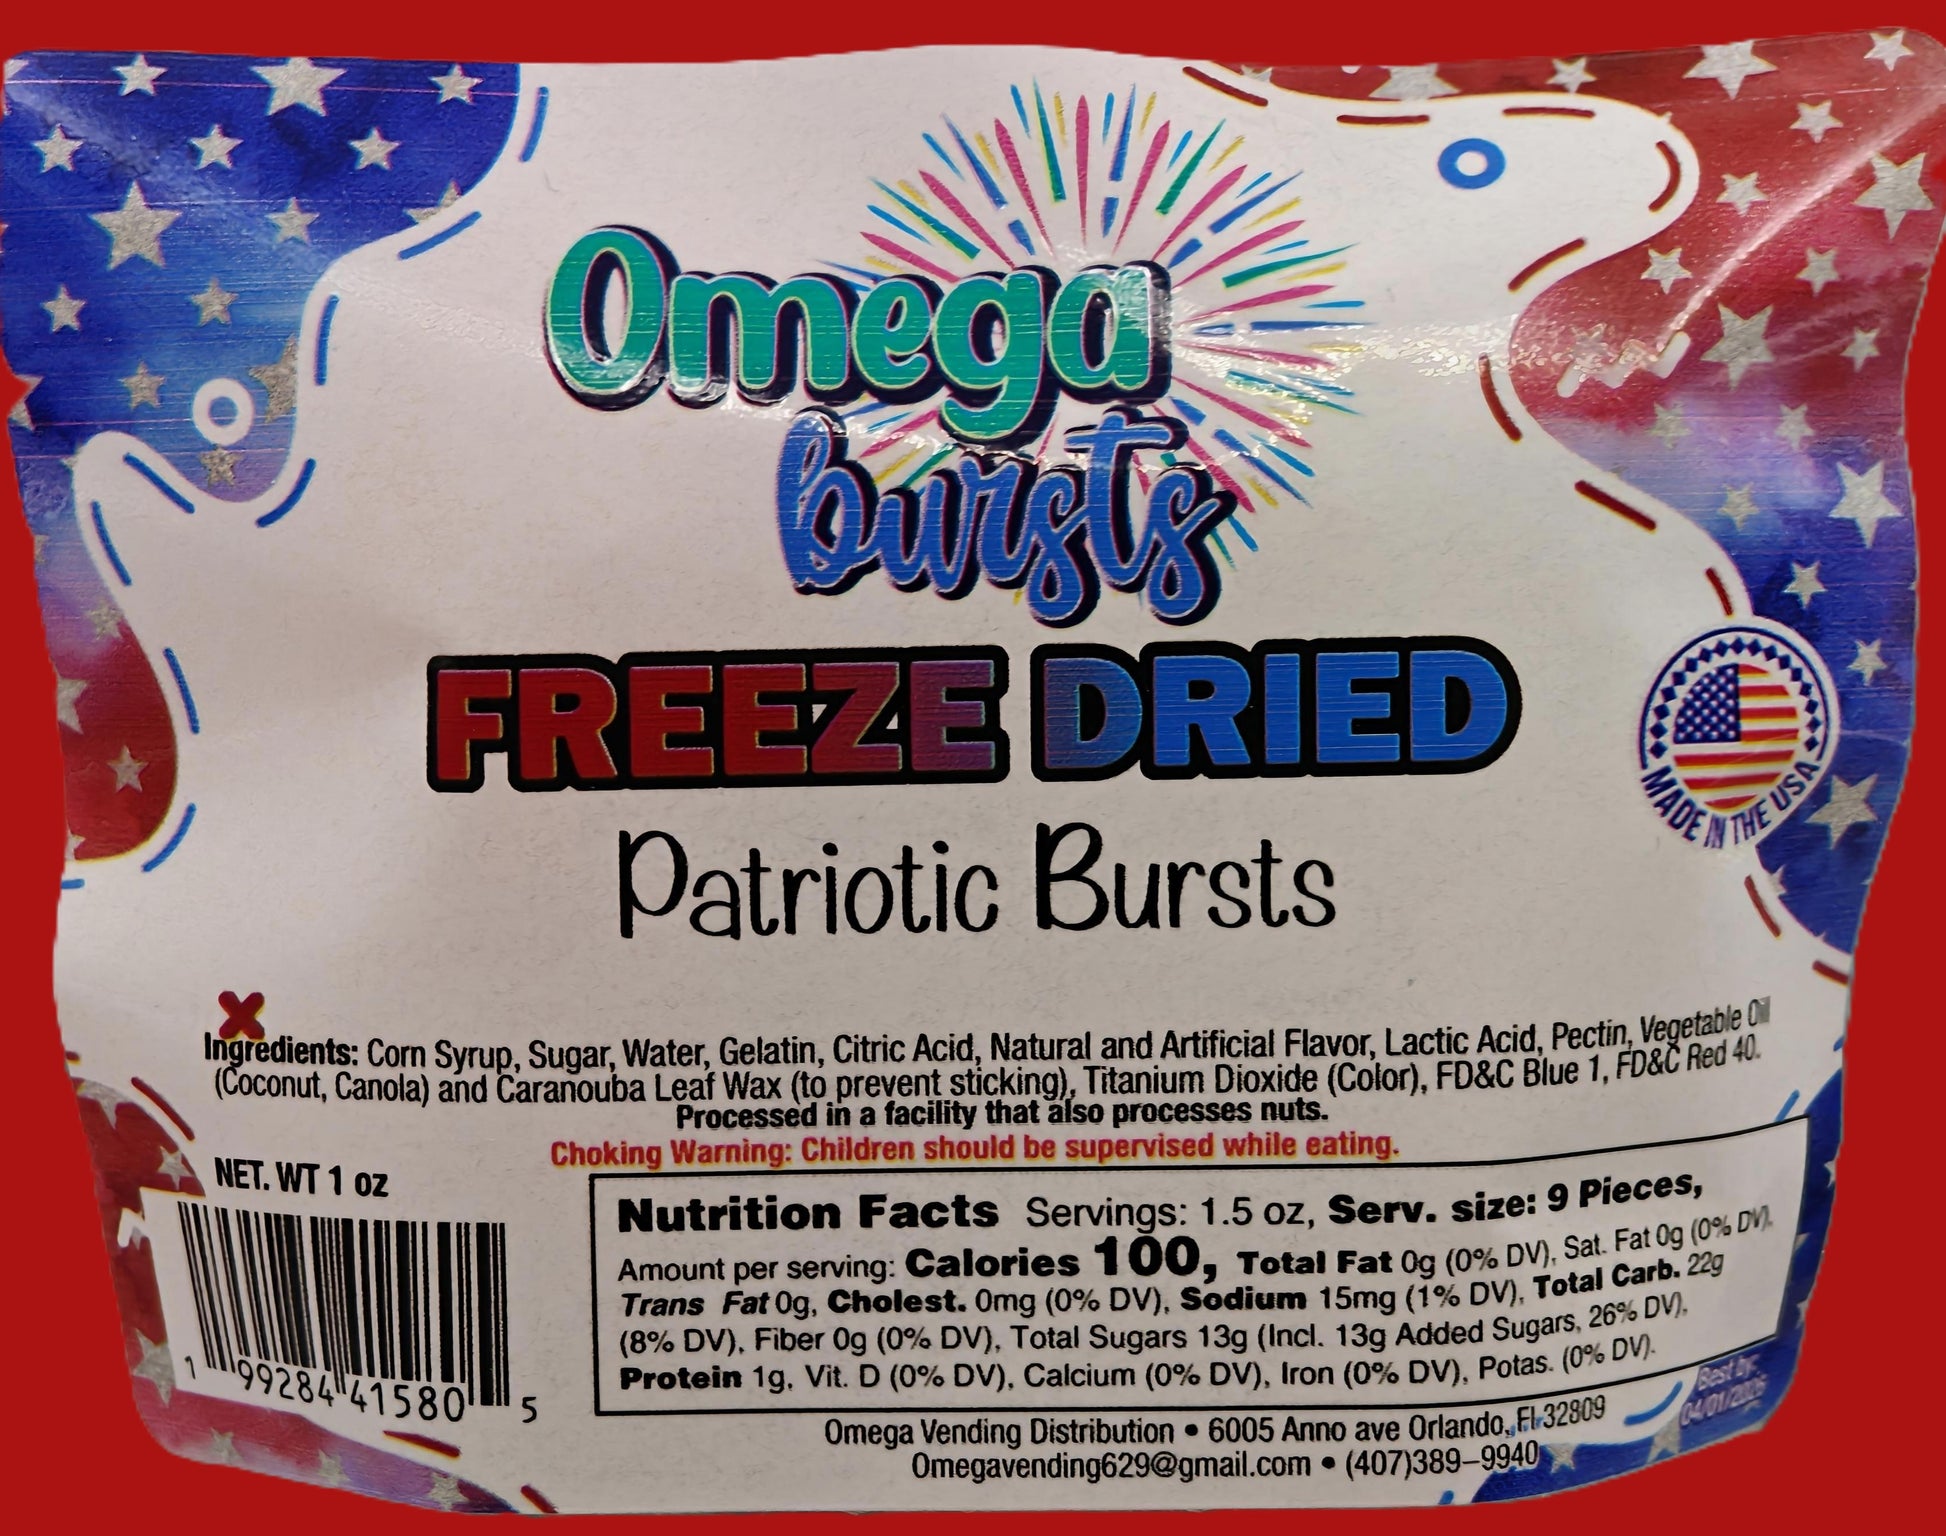 Omega
bursts
FREEZE DRIED
Patriotic Bursts
MADE IN THE USA
Ingredients: Corn Syrup, Sugar, Water, Gelatin, Citric Acid, Natural and Artificial Flavor, Lactic Acid, Pectin, Vegetable Oil
(Coconut, Canola) and Caranouba Leaf Wax (to prevent sticking), Titanium Dioxide (Color), FD&C Blue 1, FD&C Red 40.
Processed in a facility that also processes nuts.
Choking Warning: Children should be supervised while eating.
NET. WT 1 oz
1 99284 41580 5
Nutrition Facts Servings: 1.5 oz, Serv. size: 9 Pieces,
Amount per serving: Calories 100, Total Fat 0g (0% DV), Sat. Fat 0g (0% DV),
Trans Fat 0g, Cholest. 0mg (0% DV), Sodium 15mg (1% DV), Total Carb. 22g
(8% DV), Fiber 0g (0% DV), Total Sugars 13g (Incl. 13g Added Sugars, 26% DV),
Protein 1g, Vit. D (0% DV), Calcium (0% DV), Iron (0% DV), Potas. (0% DV).
Omega Vending Distribution • 6005 Anno ave Orlando, Fl 32809
Omegavending629@gmail.com • (407)389-9940
Best by: